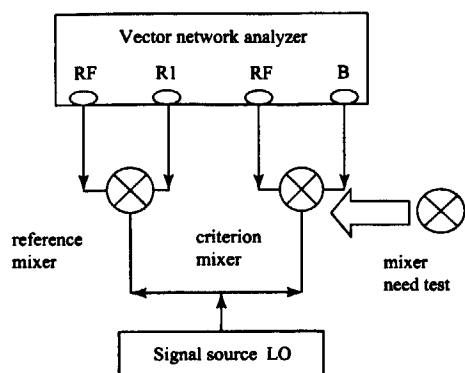 Vector network analyzer
RF R1 RF B
reference
mixer
criterion
mixer
mixer
need test
Signal source LO